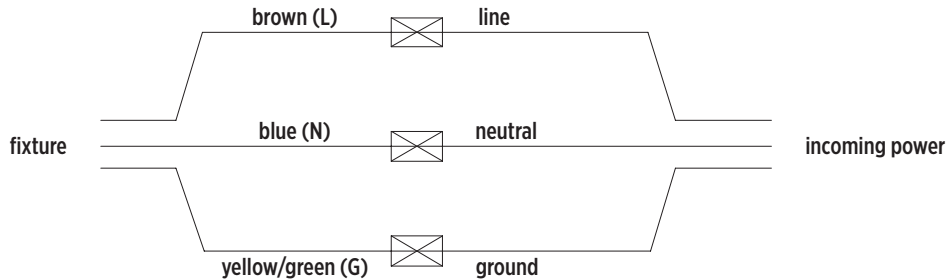 brown (L) line
fixture blue (N) neutral incoming power
yellow/green (G) ground